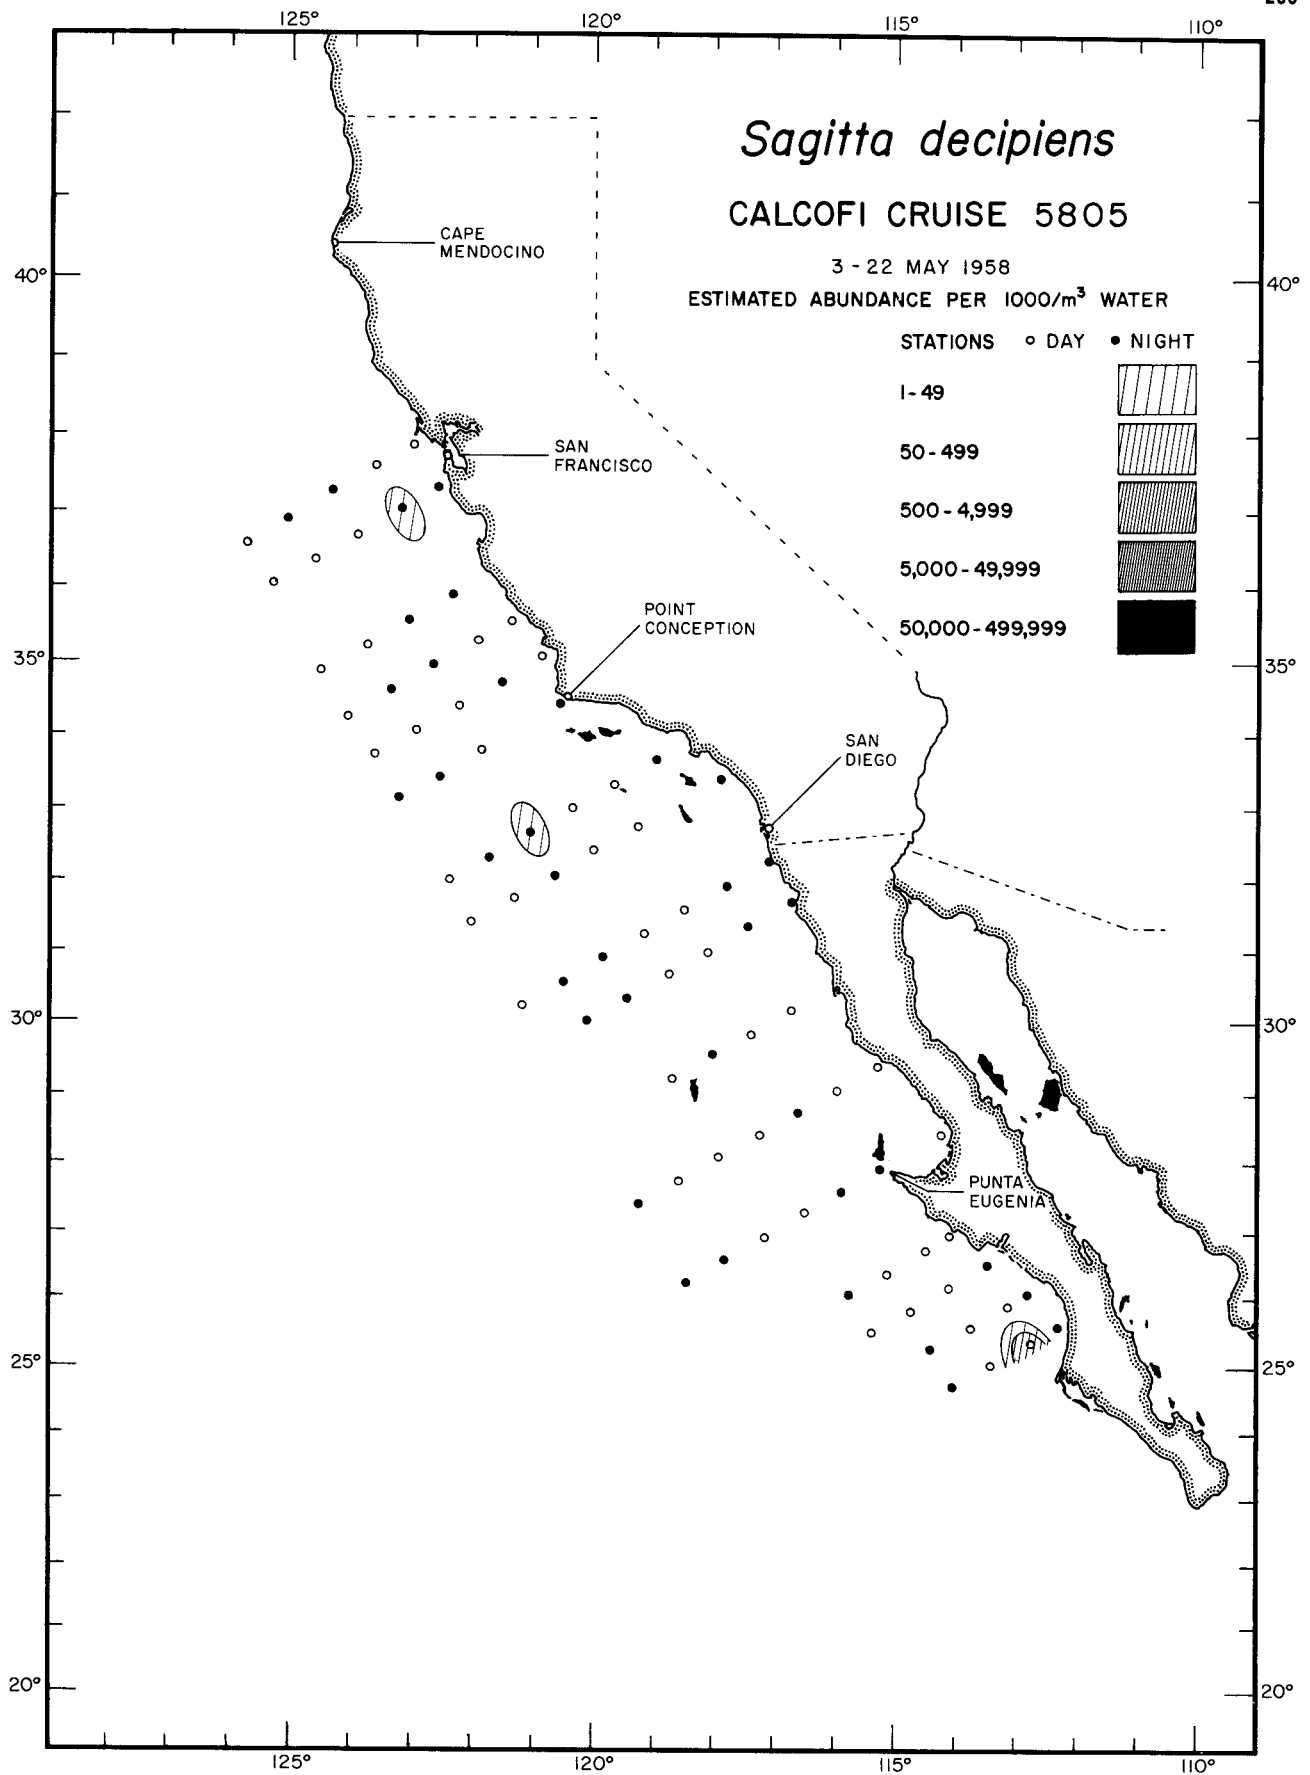 125° 120° 115° 110°
Sagitta decipiens
CALCOFI CRUISE 5805
3 - 22 MAY 1958
ESTIMATED ABUNDANCE PER 1000/m³ WATER
STATIONS ○ DAY ● NIGHT
1 - 49
50 - 499
500 - 4,999
5,000 - 49,999
50,000 - 499,999
CAPE
MENDOCINO
40° 40°
SAN
FRANCISCO
POINT
CONCEPTION
35° 35°
SAN
DIEGO
30° 30°
PUNTA
EUGENIA
25° 25°
20° 20°
125° 120° 115° 110°